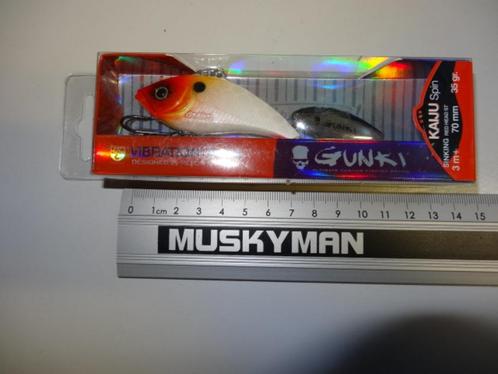 KAIJU Spin
SINKING
70 mm
35 gr.
3 m+
VIBRATION
GUNKI
0 1cm 2 3 4 5 6 7 8 9 10 11 12 13 14 15
MUSKYMAN